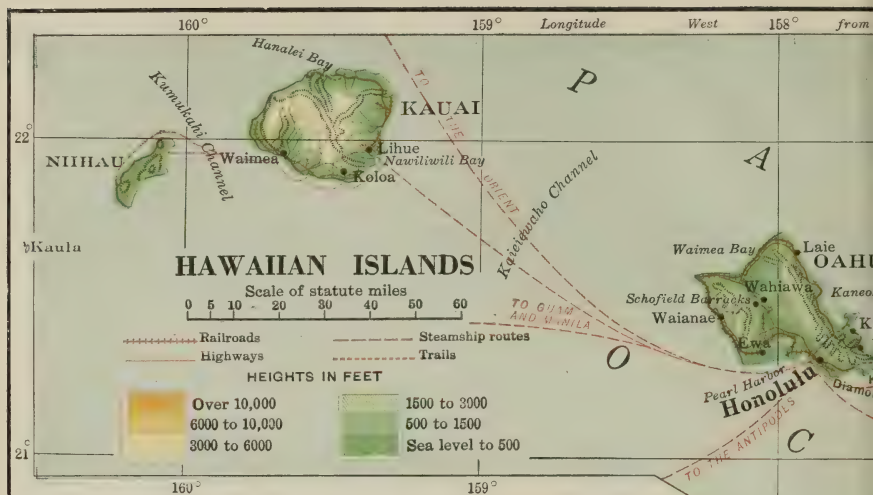 160° 159° Longitude West 158° from
Hanalei Bay
P
TO THE ORIENT
Kumukahi Channel
KAUAI
22°
Lihue
A
NIIHAU
Waimea
Nawiliwili Bay
Koloa
Kaieiewaho Channel
Kaula
Waimea Bay
Laie
OAHU
HAWAIIAN ISLANDS
Scale of statute miles
0 5 10 20 30 40 50 60
Wahiawa
Kaneo
Schofield Barracks
TO GUAM
AND MANILA
Waianae
K
Railroads
Steamship routes
Highways
Trails
O
Ewa
HEIGHTS IN FEET
Pearl Harbor
Honolulu
Diamo
Over 10,000
1500 to 3000
6000 to 10,000
500 to 1500
3000 to 6000
Sea level to 500
TO THE ANTIPODES
C
21°
160° 159°